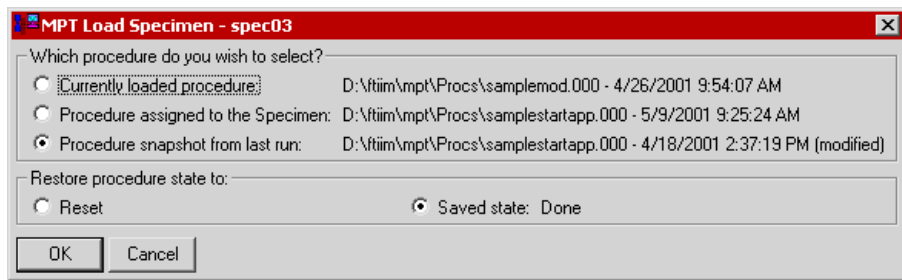 MPT Load Specimen - spec03
Which procedure do you wish to select?
Currently loaded procedure: D:\ftiim\mpt\Procs\samplemod.000 - 4/26/2001 9:54:07 AM
Procedure assigned to the Specimen: D:\ftiim\mpt\Procs\samplestartapp.000 - 5/9/2001 9:25:24 AM
Procedure snapshot from last run: D:\ftiim\mpt\Procs\samplestartapp.000 - 4/18/2001 2:37:19 PM (modified)
Restore procedure state to:
Reset Saved state: Done
OK Cancel